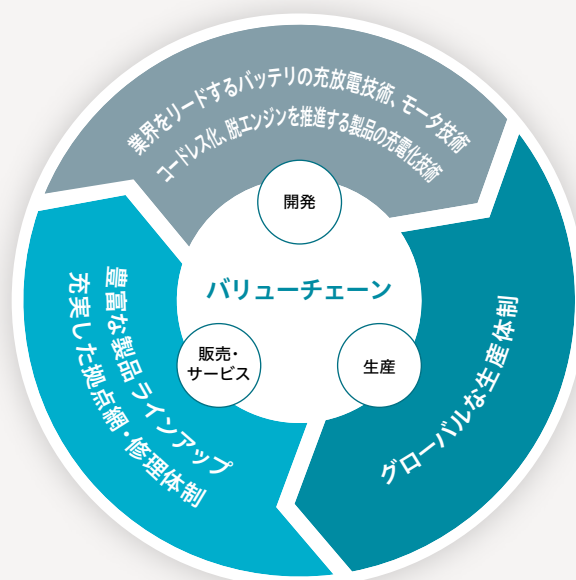 業界をリードするバッテリの充放電技術、モータ技術
コードレス化、脱エンジンを推進する製品の充電化技術
開発
バリューチェーン
販売・
サービス
生産
グローバルな生産体制
豊富な製品ラインアップ
充実した拠点網・修理体制